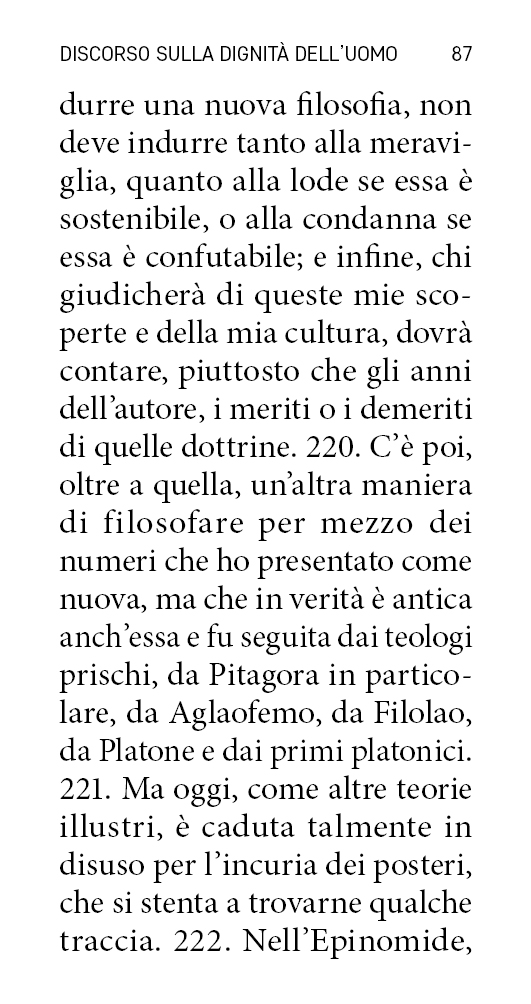 DISCORSO SULLA DIGNITÀ DELL’UOMO 87
durre una nuova filosofia, non
deve indurre tanto alla meravi-
glia, quanto alla lode se essa è
sostenibile, o alla condanna se
essa è confutabile; e infine, chi
giudicherà di queste mie sco-
perte e della mia cultura, dovrà
contare, piuttosto che gli anni
dell’autore, i meriti o i demeriti
di quelle dottrine. 220. C’è poi,
oltre a quella, un’altra maniera
di filosofare per mezzo dei
numeri che ho presentato come
nuova, ma che in verità è antica
anch’essa e fu seguita dai teologi
prischi, da Pitagora in partico-
lare, da Aglaofemo, da Filolao,
da Platone e dai primi platonici.
221. Ma oggi, come altre teorie
illustri, è caduta talmente in
disuso per l’incuria dei posteri,
che si stenta a trovarne qualche
traccia. 222. Nell’Epinomide,